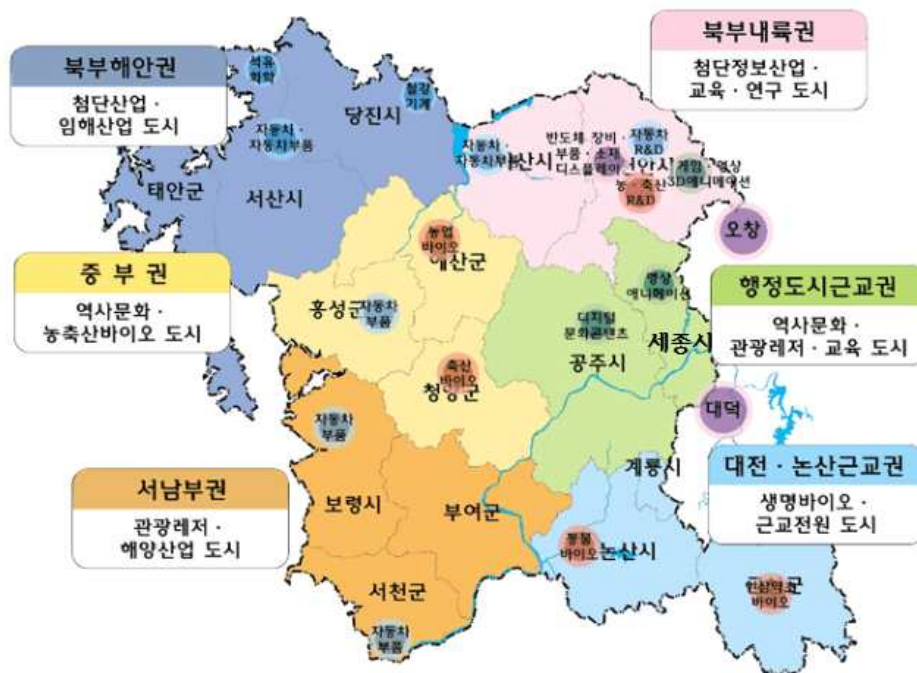 북부해안권
첨단산업 ·
임해산업 도시
북부내륙권
첨단정보산업 ·
교육 · 연구 도시
중부권
역사문화 ·
농축산바이오 도시
행정도시근교권
역사문화 ·
관광레저 · 교육 도시
서남부권
관광레저 ·
해양산업 도시
대전 · 논산근교권
생명바이오 ·
근교전원 도시
석유
화학
철강
기계
당진시
자동차 ·
자동차부품
태안군
서산시
자동차 ·
자동차부품
반도체 장비 ·
부품 · 소재
디스플레이
자동차
R&D
게임 · 영상
3D애니메이션
농 · 축산
R&D
오창
농업
바이오
예산군
홍성군
자동차
부품
영상
애니메이션
디지털
문화콘텐츠
세종시
공주시
축산
바이오
청양군
대덕
자동차
부품
보령시
부여군
계룡시
동물
바이오
논산시
서천군
자동차
부품
인삼약초
바이오